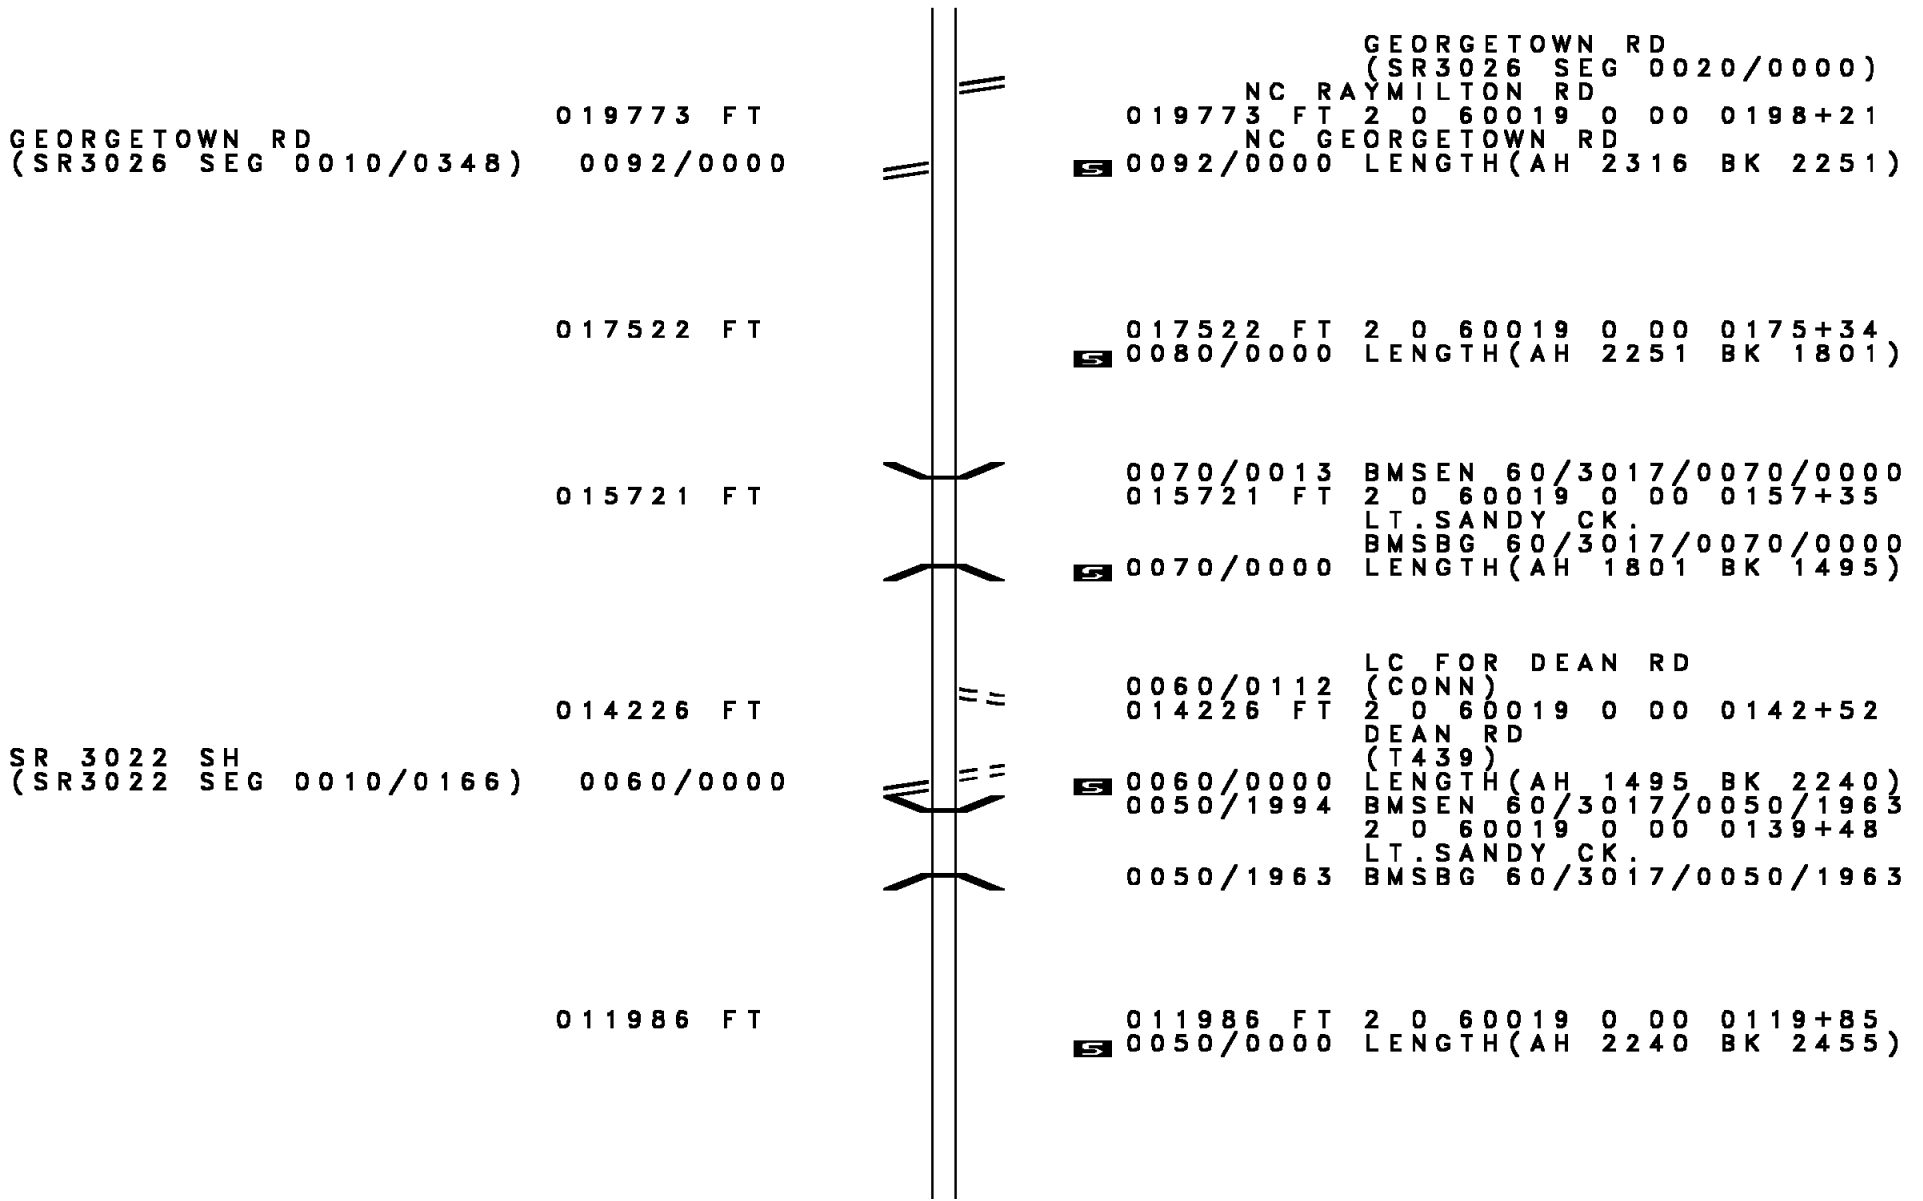 GEORGETOWN RD
(SR3026 SEG 0020/0000)
NC RAYMILTON RD
019773 FT 019773 FT 2 0 60019 0 00 0198+21
GEORGETOWN RD NC GEORGETOWN RD
(SR3026 SEG 0010/0348) 0092/0000 S 0092/0000 LENGTH(AH 2316 BK 2251)
017522 FT 017522 FT 2 0 60019 0 00 0175+34
S 0080/0000 LENGTH(AH 2251 BK 1801)
0070/0013 BMSEN 60/3017/0070/0000
015721 FT 015721 FT 2 0 60019 0 00 0157+35
LT.SANDY CK.
BMSBG 60/3017/0070/0000
S 0070/0000 LENGTH(AH 1801 BK 1495)
LC FOR DEAN RD
0060/0112 (CONN)
014226 FT 014226 FT 2 0 60019 0 00 0142+52
DEAN RD
SR 3022 SH (T439)
(SR3022 SEG 0010/0166) 0060/0000 S 0060/0000 LENGTH(AH 1495 BK 2240)
0050/1994 BMSEN 60/3017/0050/1963
2 0 60019 0 00 0139+48
LT.SANDY CK.
0050/1963 BMSBG 60/3017/0050/1963
011986 FT 011986 FT 2 0 60019 0 00 0119+85
S 0050/0000 LENGTH(AH 2240 BK 2455)